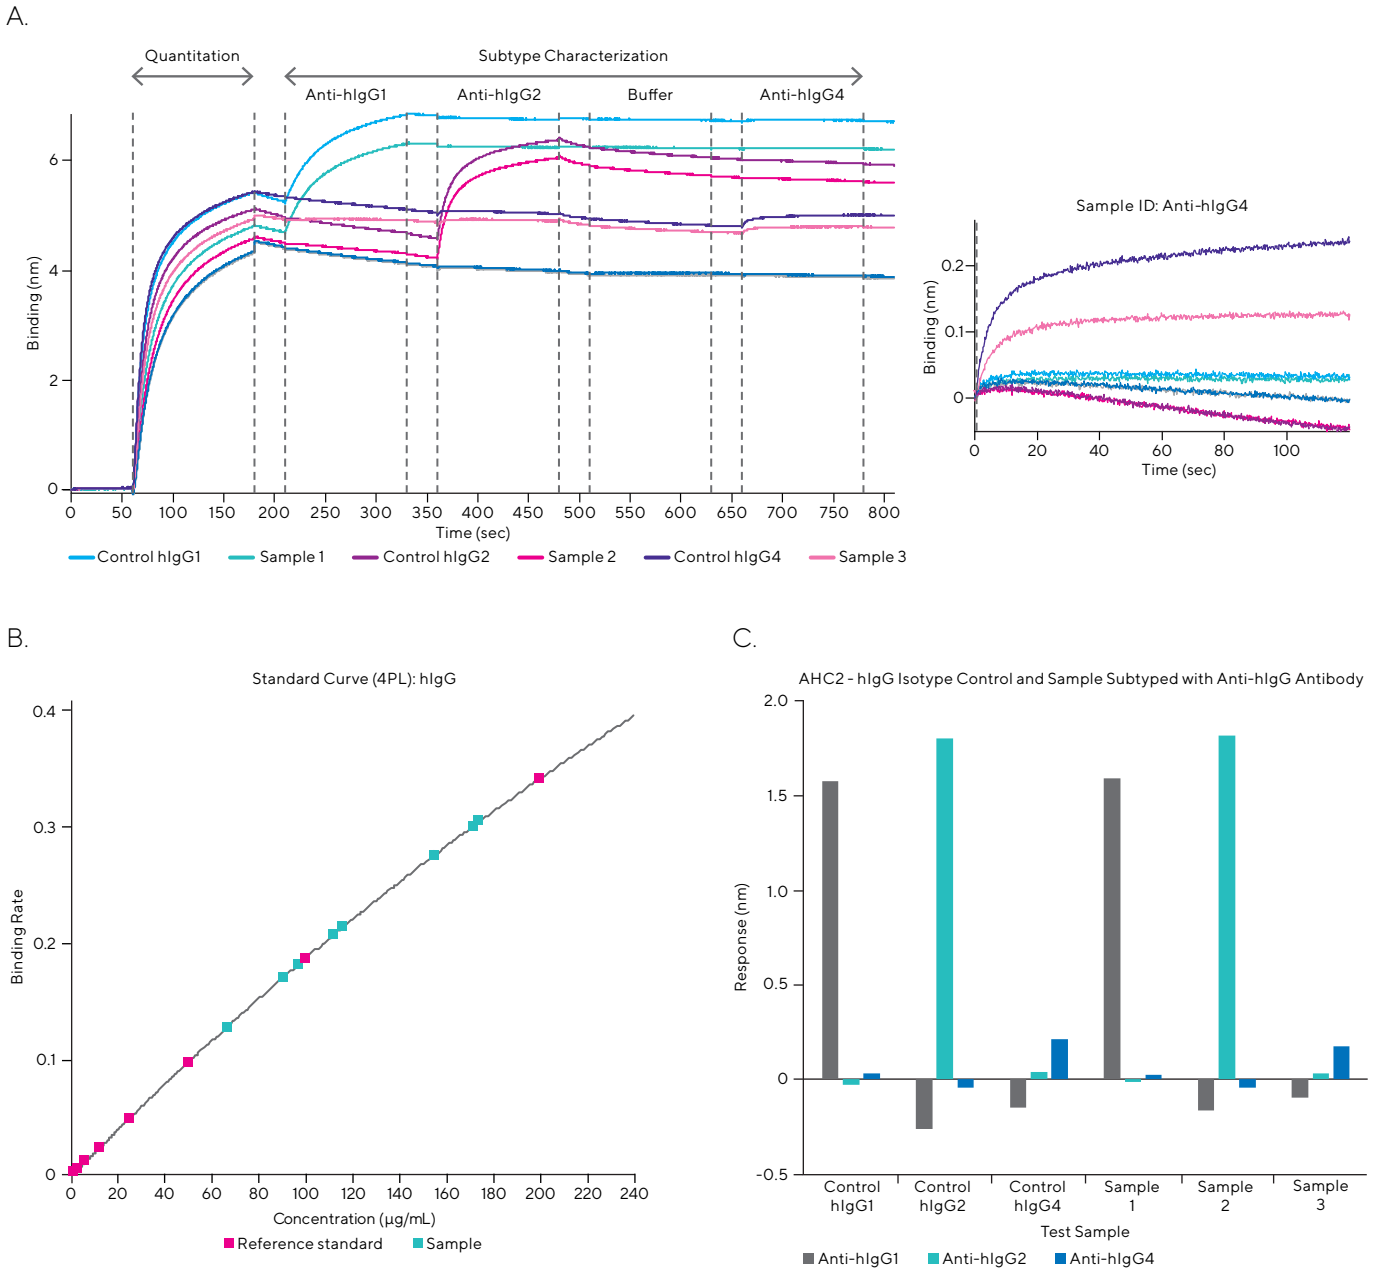 A.
Quantitation
Subtype Characterization
Anti-hIgG1
Anti-hIgG2
Buffer
Anti-hIgG4
Binding (nm)
6
4
2
0
0 50 100 150 200 250 300 350 400 450 500 550 600 650 700 750 800
Time (sec)
Control hIgG1
Sample 1
Control hIgG2
Sample 2
Control hIgG4
Sample 3
Sample ID: Anti-hIgG4
Binding (nm)
0.2
0.1
0
0 20 40 60 80 100
Time (sec)
B.
Standard Curve (4PL): hIgG
Binding Rate
0.4
0.3
0.2
0.1
0
0 20 40 60 80 100 120 140 160 180 200 220 240
Concentration (µg/mL)
Reference standard
Sample
C.
AHC2 - hIgG Isotype Control and Sample Subtyped with Anti-hIgG Antibody
Response (nm)
2.0
1.5
1.0
0.5
0
-0.5
Control
hIgG1
Control
hIgG2
Control
hIgG4
Sample
1
Sample
2
Sample
3
Test Sample
Anti-hIgG1
Anti-hIgG2
Anti-hIgG4